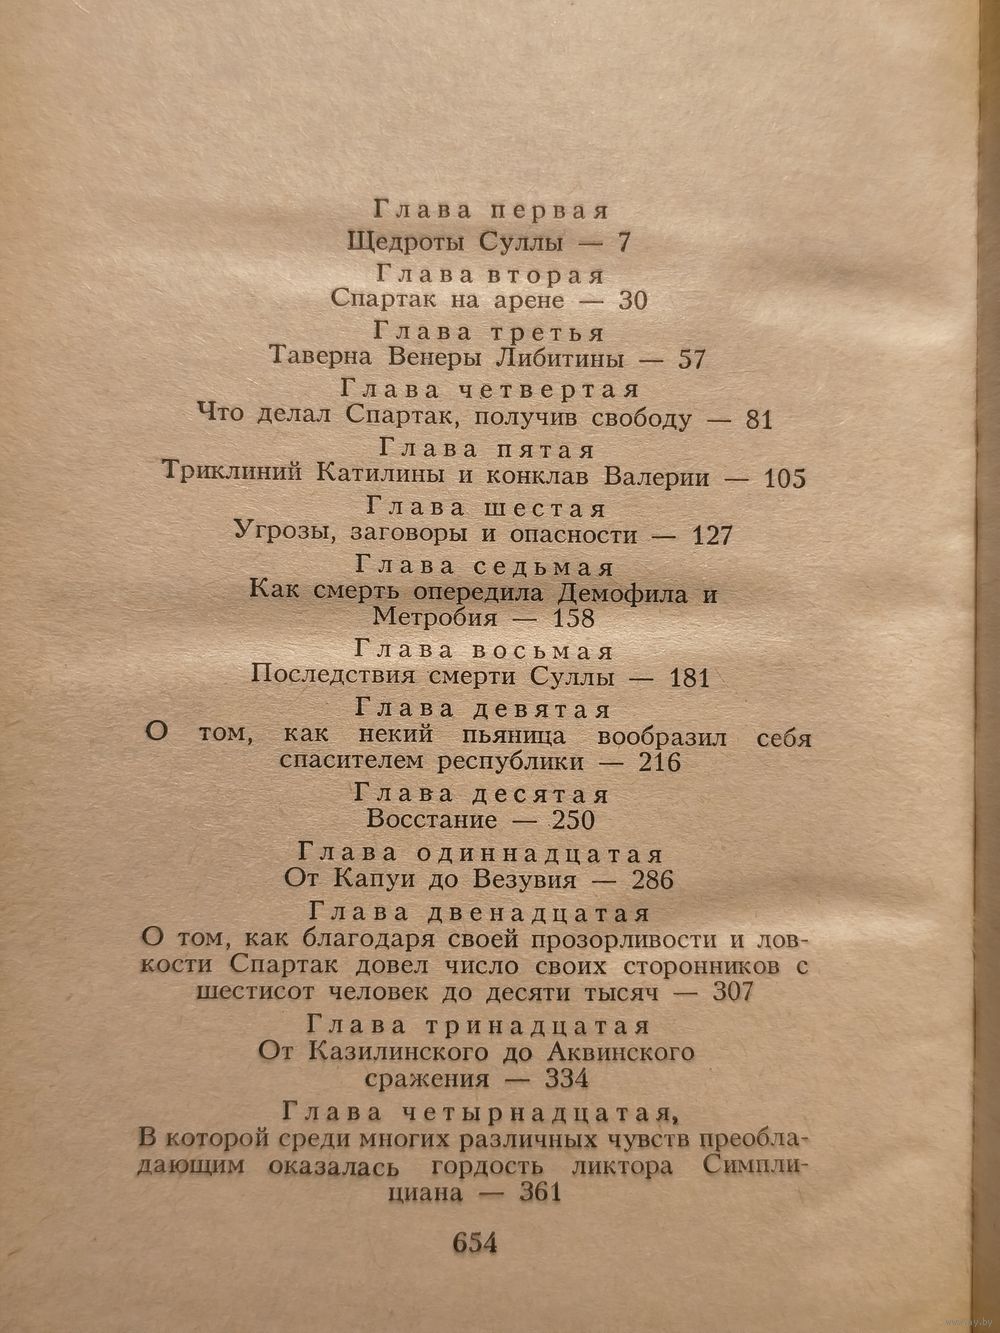 Глава первая
Щедроты Суллы — 7
Глава вторая
Спартак на арене — 30
Глава третья
Таверна Венеры Либитины — 57
Глава четвертая
Что делал Спартак, получив свободу — 81
Глава пятая
Триклиний Катилины и конклав Валерии — 105
Глава шестая
Угрозы, заговоры и опасности — 127
Глава седьмая
Как смерть опередила Демофила и
Метробия — 158
Глава восьмая
Последствия смерти Суллы — 181
Глава девятая
О том, как некий пьяница вообразил себя
спасителем республики — 216
Глава десятая
Восстание — 250
Глава одиннадцатая
От Капуи до Везувия — 286
Глава двенадцатая
О том, как благодаря своей прозорливости и лов-
кости Спартак довел число своих сторонников с
шестисот человек до десяти тысяч — 307
Глава тринадцатая
От Казилинского до Аквинского
сражения — 334
Глава четырнадцатая,
В которой среди многих различных чувств преобла-
дающим оказалась гордость ликтора Симпли-
циана — 361
654